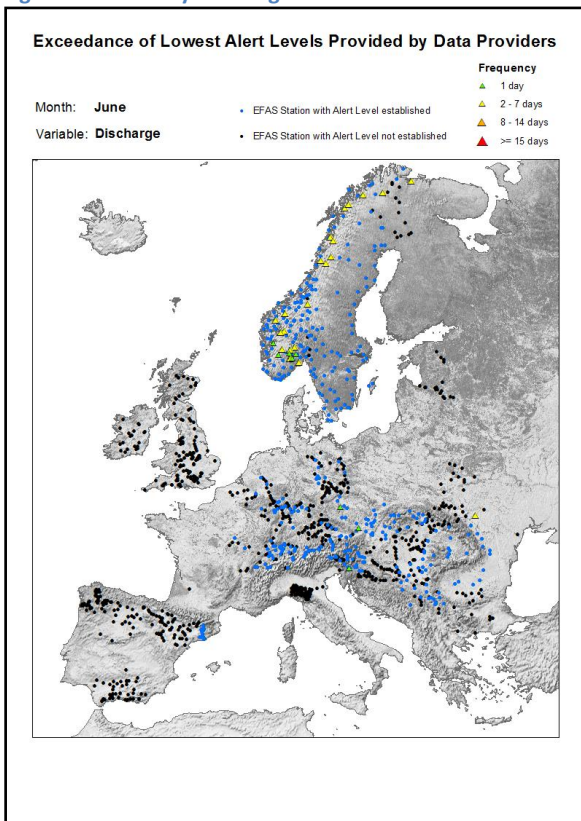 Exceedance of Lowest Alert Levels Provided by Data Providers
Frequency
1 day
2 - 7 days
8 - 14 days
>= 15 days
Month: June
Variable: Discharge
EFAS Station with Alert Level established
EFAS Station with Alert Level not established